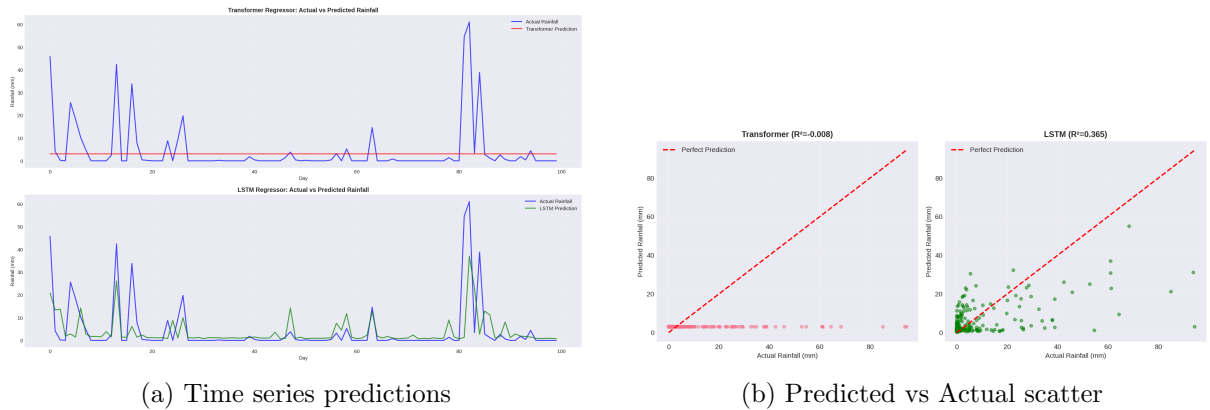 Transformer Regressor: Actual vs Predicted Rainfall
Actual Rainfall
Transformer Prediction
Rainfall (mm)
60
50
40
30
20
10
0
0 20 40 60 80 100
Day
LSTM Regressor: Actual vs Predicted Rainfall
Actual Rainfall
LSTM Prediction
Rainfall (mm)
60
50
40
30
20
10
0
0 20 40 60 80 100
Day
(a) Time series predictions
Transformer (R²=-0.008)
Perfect Prediction
Predicted Rainfall (mm)
80
60
40
20
0
0 20 40 60 80
Actual Rainfall (mm)
LSTM (R²=0.365)
Perfect Prediction
Predicted Rainfall (mm)
80
60
40
20
0
0 20 40 60 80
Actual Rainfall (mm)
(b) Predicted vs Actual scatter